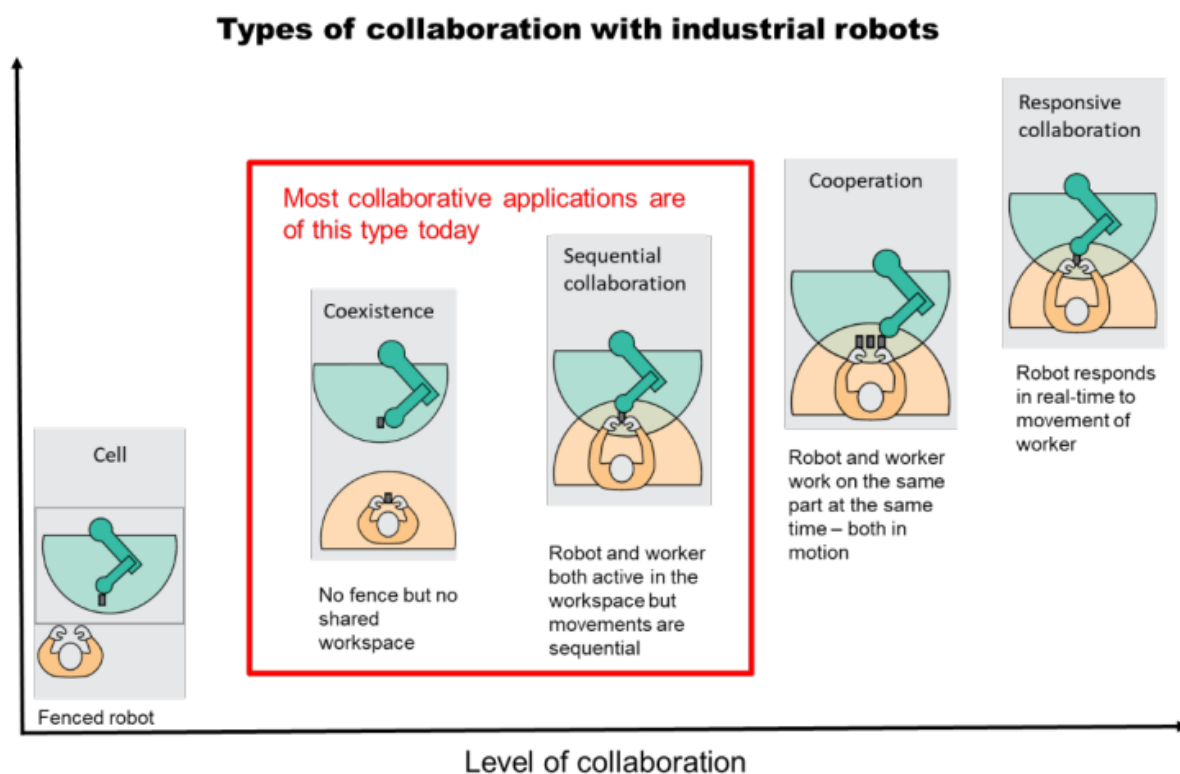 Types of collaboration with industrial robots
Responsive
collaboration
Cooperation
Most collaborative applications are
of this type today
Sequential
collaboration
Coexistence
Cell
Robot responds
in real-time to
movement of
worker
Robot and worker
work on the same
part at the same
time – both in
motion
Robot and worker
both active in the
workspace but
movements are
sequential
No fence but no
shared
workspace
Fenced robot
Level of collaboration